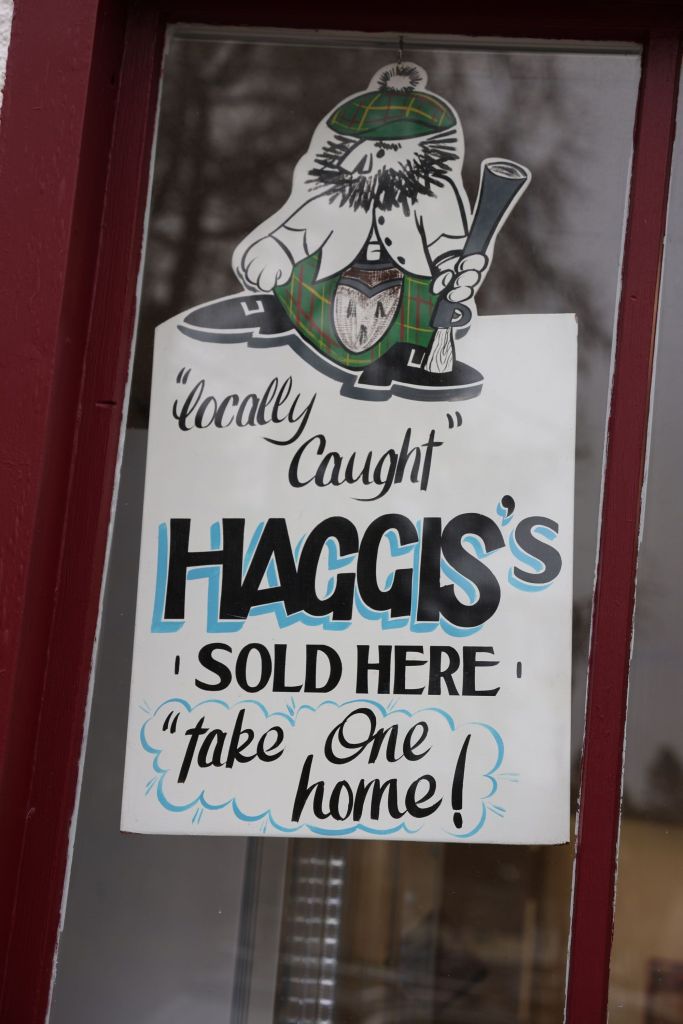 "locally
Caught"
HAGGIS's
SOLD HERE
"take One
home!